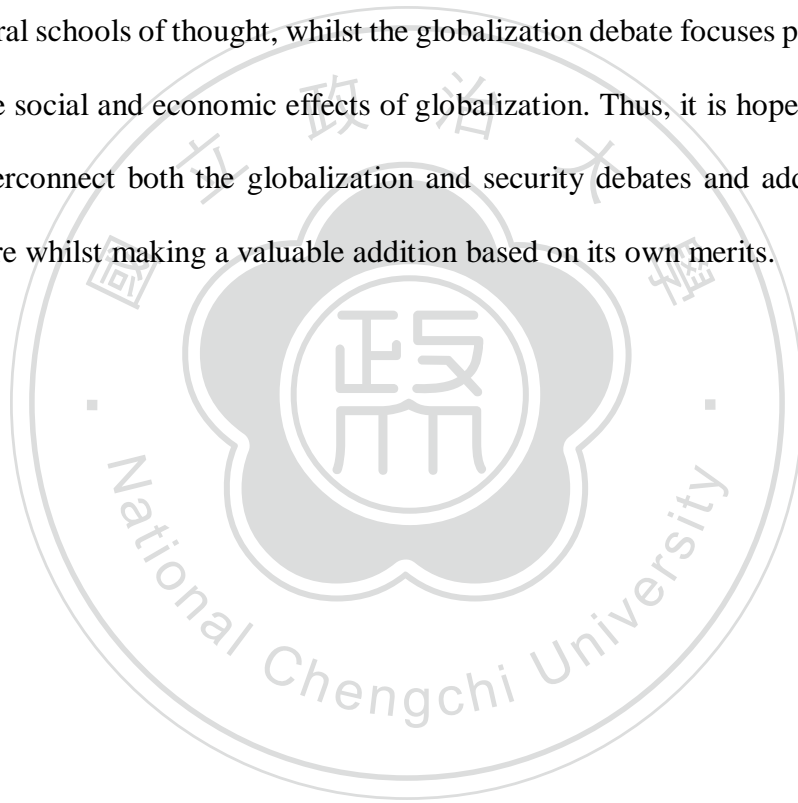 ral schools of thought, whilst the globalization debate focuses p
e social and economic effects of globalization. Thus, it is hope
erconnect both the globalization and security debates and add
re whilst making a valuable addition based on its own merits.
國立政治大學
National Chengchi University